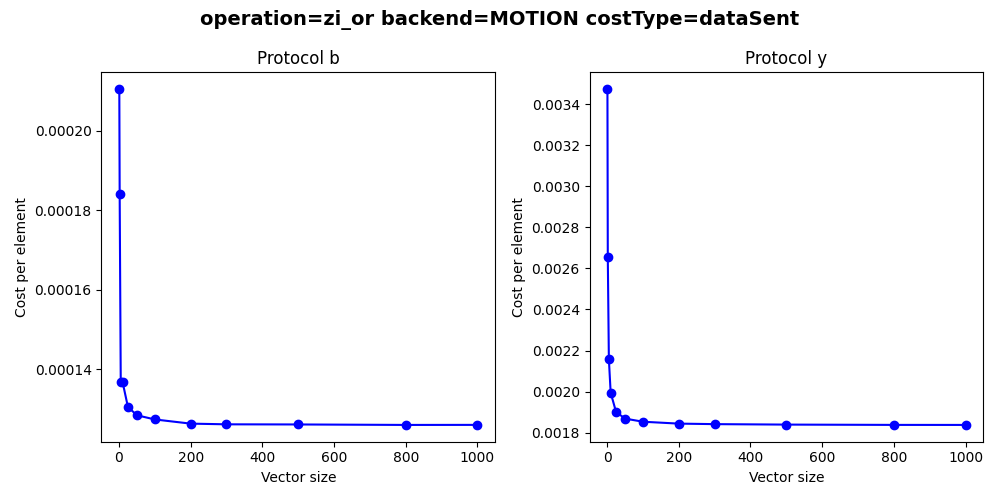 operation=zi_or backend=MOTION costType=dataSent
Protocol b
Cost per element
0.00020
0.00018
0.00016
0.00014
0 200 400 600 800 1000
Vector size
Protocol y
Cost per element
0.0034
0.0032
0.0030
0.0028
0.0026
0.0024
0.0022
0.0020
0.0018
0 200 400 600 800 1000
Vector size